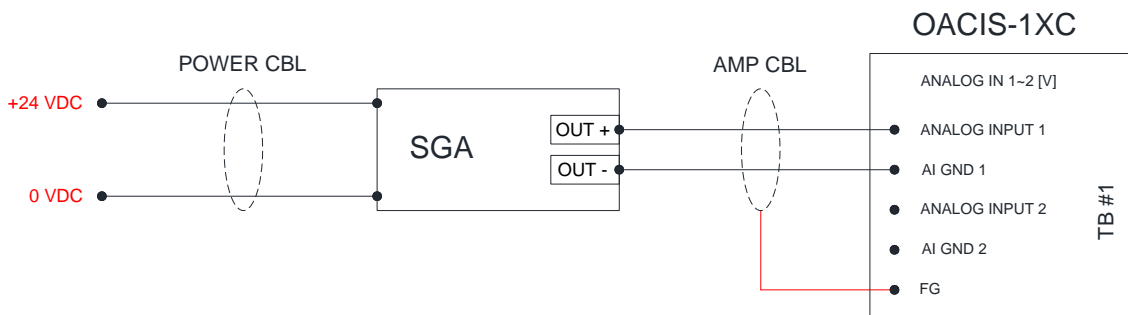 OACIS-1XC
POWER CBL
AMP CBL
ANALOG IN 1~2 [V]
+24 VDC
SGA
OUT +
ANALOG INPUT 1
OUT -
AI GND 1
0 VDC
ANALOG INPUT 2
AI GND 2
FG
TB #1